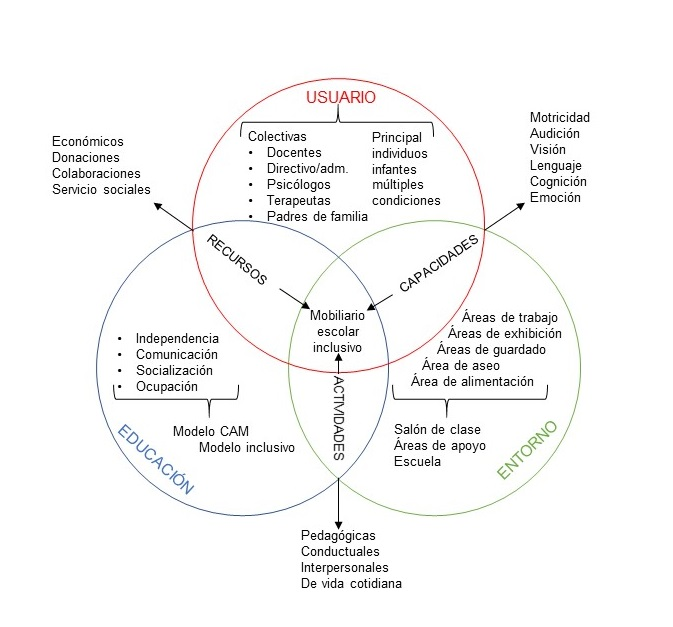 USUARIO
Colectivas
• Docentes
• Directivo/adm.
• Psicólogos
• Terapeutas
• Padres de familia
Principal
individuos
infantes
múltiples
condiciones
Económicos
Donaciones
Colaboraciones
Servicio sociales
Motricidad
Audición
Visión
Lenguaje
Cognición
Emoción
RECURSOS
CAPACIDADES
Mobiliario
escolar
inclusivo
ACTIVIDADES
• Independencia
• Comunicación
• Socialización
• Ocupación
Modelo CAM
Modelo inclusivo
EDUCACIÓN
Áreas de trabajo
Áreas de exhibición
Áreas de guardado
Área de aseo
Área de alimentación
Salón de clase
Áreas de apoyo
Escuela
ENTORNO
Pedagógicas
Conductuales
Interpersonales
De vida cotidiana